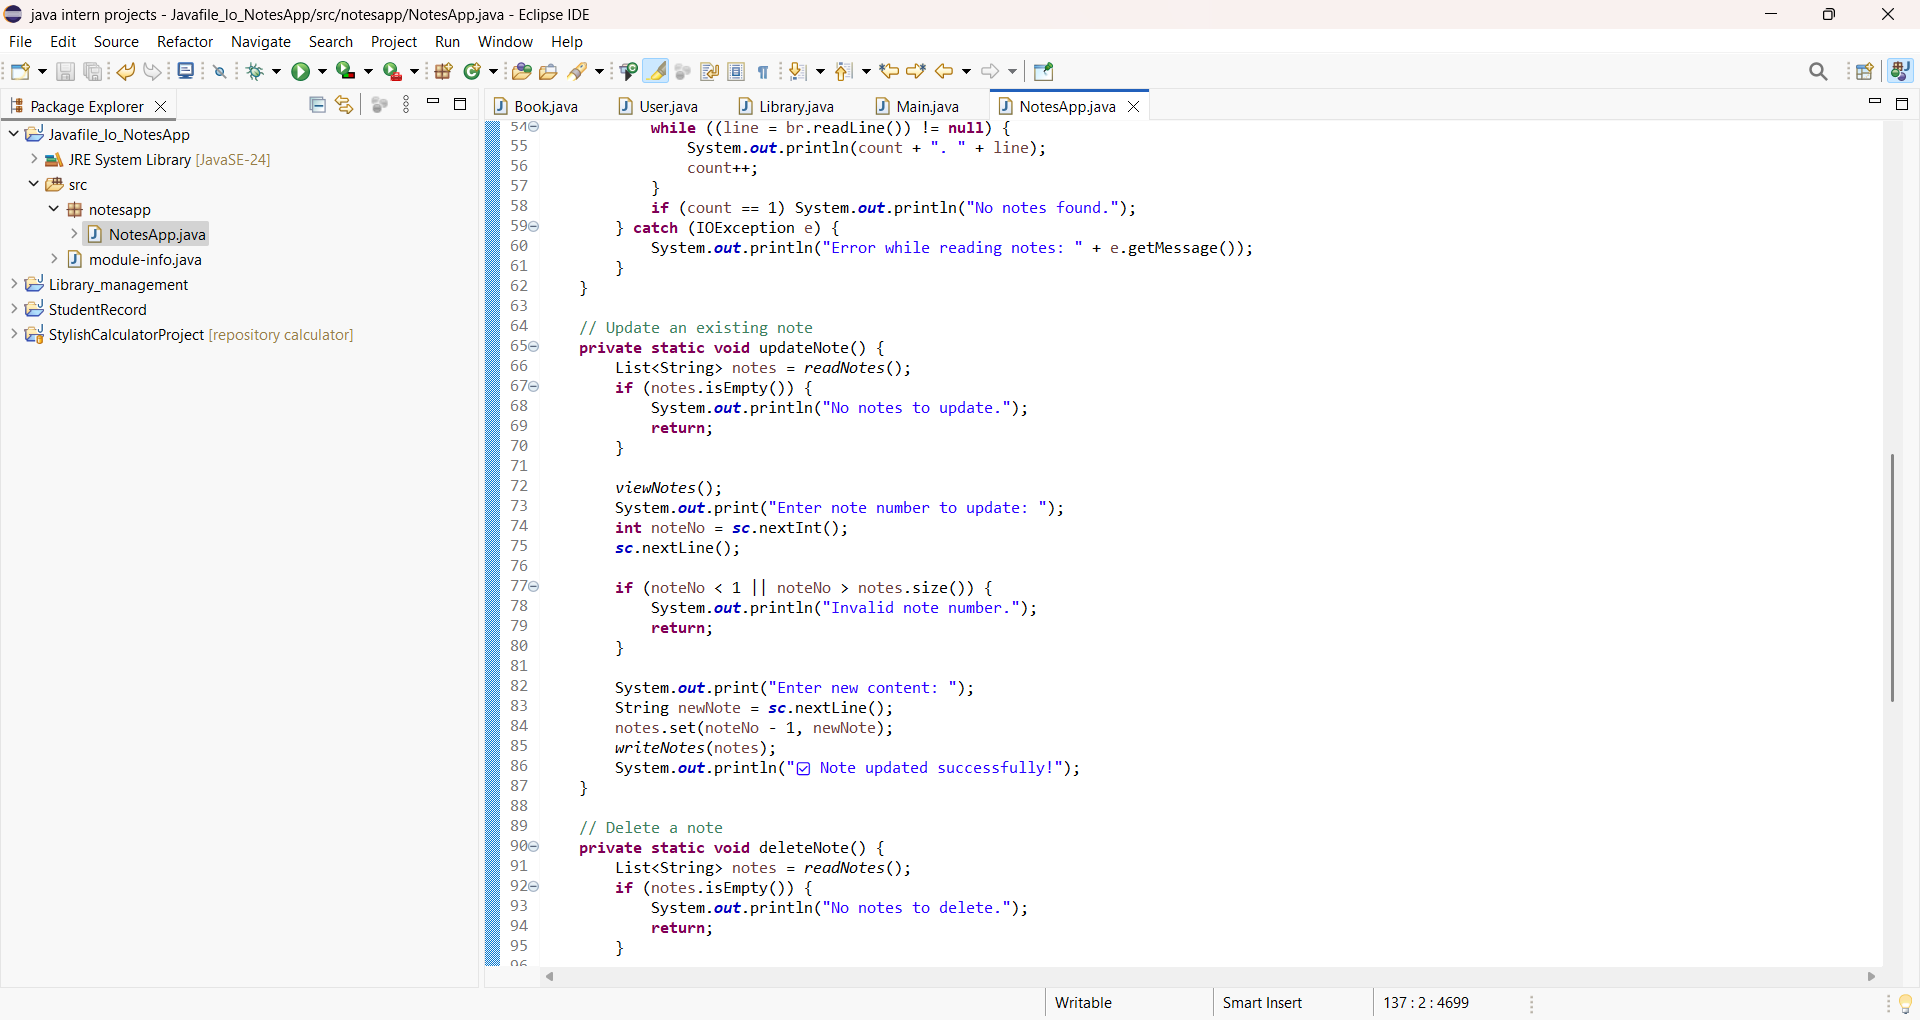 java intern projects - Javafile_Io_NotesApp/src/notesapp/NotesApp.java - Eclipse IDE
File Edit Source Refactor Navigate Search Project Run Window Help
Package Explorer
Javafile_Io_NotesApp
JRE System Library [JavaSE-24]
src
notesapp
NotesApp.java
module-info.java
Library_management
StudentRecord
StylishCalculatorProject [repository calculator]
Book.java User.java Library.java Main.java NotesApp.java
54 while ((line = br.readLine()) != null) {
55 System.out.println(count + ". " + line);
56 count++;
57 }
58 if (count == 1) System.out.println("No notes found.");
59 } catch (IOException e) {
60 System.out.println("Error while reading notes: " + e.getMessage());
61 }
62 }
63
64 // Update an existing note
65 private static void updateNote() {
66 List<String> notes = readNotes();
67 if (notes.isEmpty()) {
68 System.out.println("No notes to update.");
69 return;
70 }
71
72 viewNotes();
73 System.out.print("Enter note number to update: ");
74 int noteNo = sc.nextInt();
75 sc.nextLine();
76
77 if (noteNo < 1 || noteNo > notes.size()) {
78 System.out.println("Invalid note number.");
79 return;
80 }
81
82 System.out.print("Enter new content: ");
83 String newNote = sc.nextLine();
84 notes.set(noteNo - 1, newNote);
85 writeNotes(notes);
86 System.out.println("☑ Note updated successfully!");
87 }
88
89 // Delete a note
90 private static void deleteNote() {
91 List<String> notes = readNotes();
92 if (notes.isEmpty()) {
93 System.out.println("No notes to delete.");
94 return;
95 }
96
Writable Smart Insert 137 : 2 : 4699